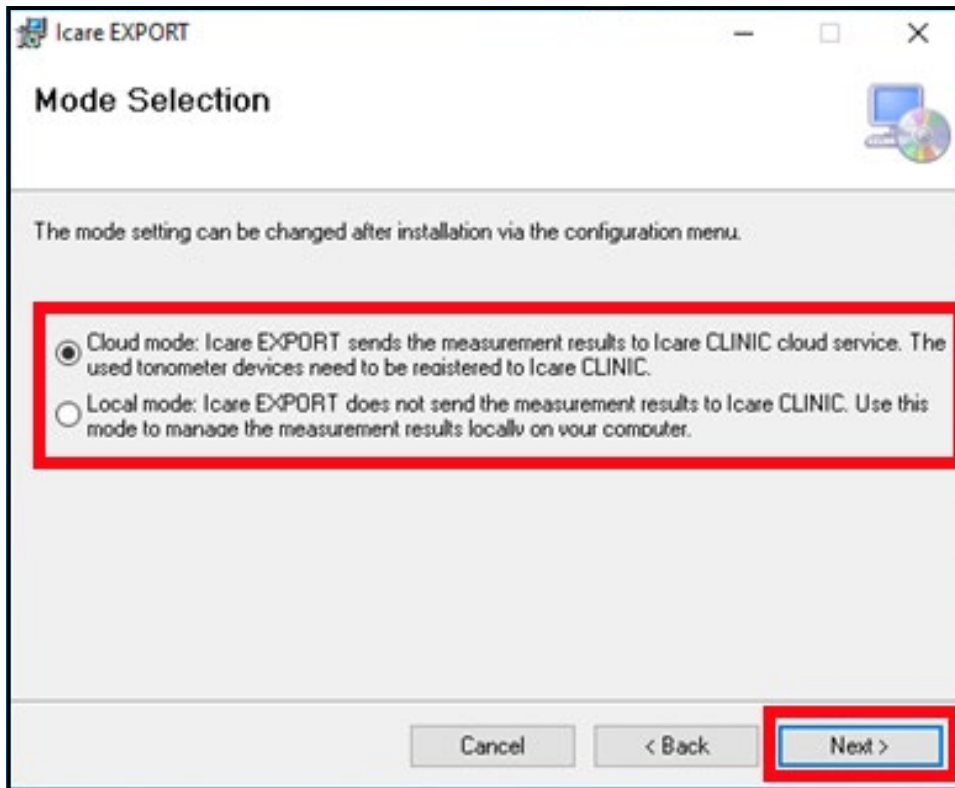 Icare EXPORT
Mode Selection
The mode setting can be changed after installation via the configuration menu.
Cloud mode: Icare EXPORT sends the measurement results to Icare CLINIC cloud service. The
used tonometer devices need to be registered to Icare CLINIC.
Local mode: Icare EXPORT does not send the measurement results to Icare CLINIC. Use this
mode to manage the measurement results locally on your computer.
Cancel
< Back
Next >